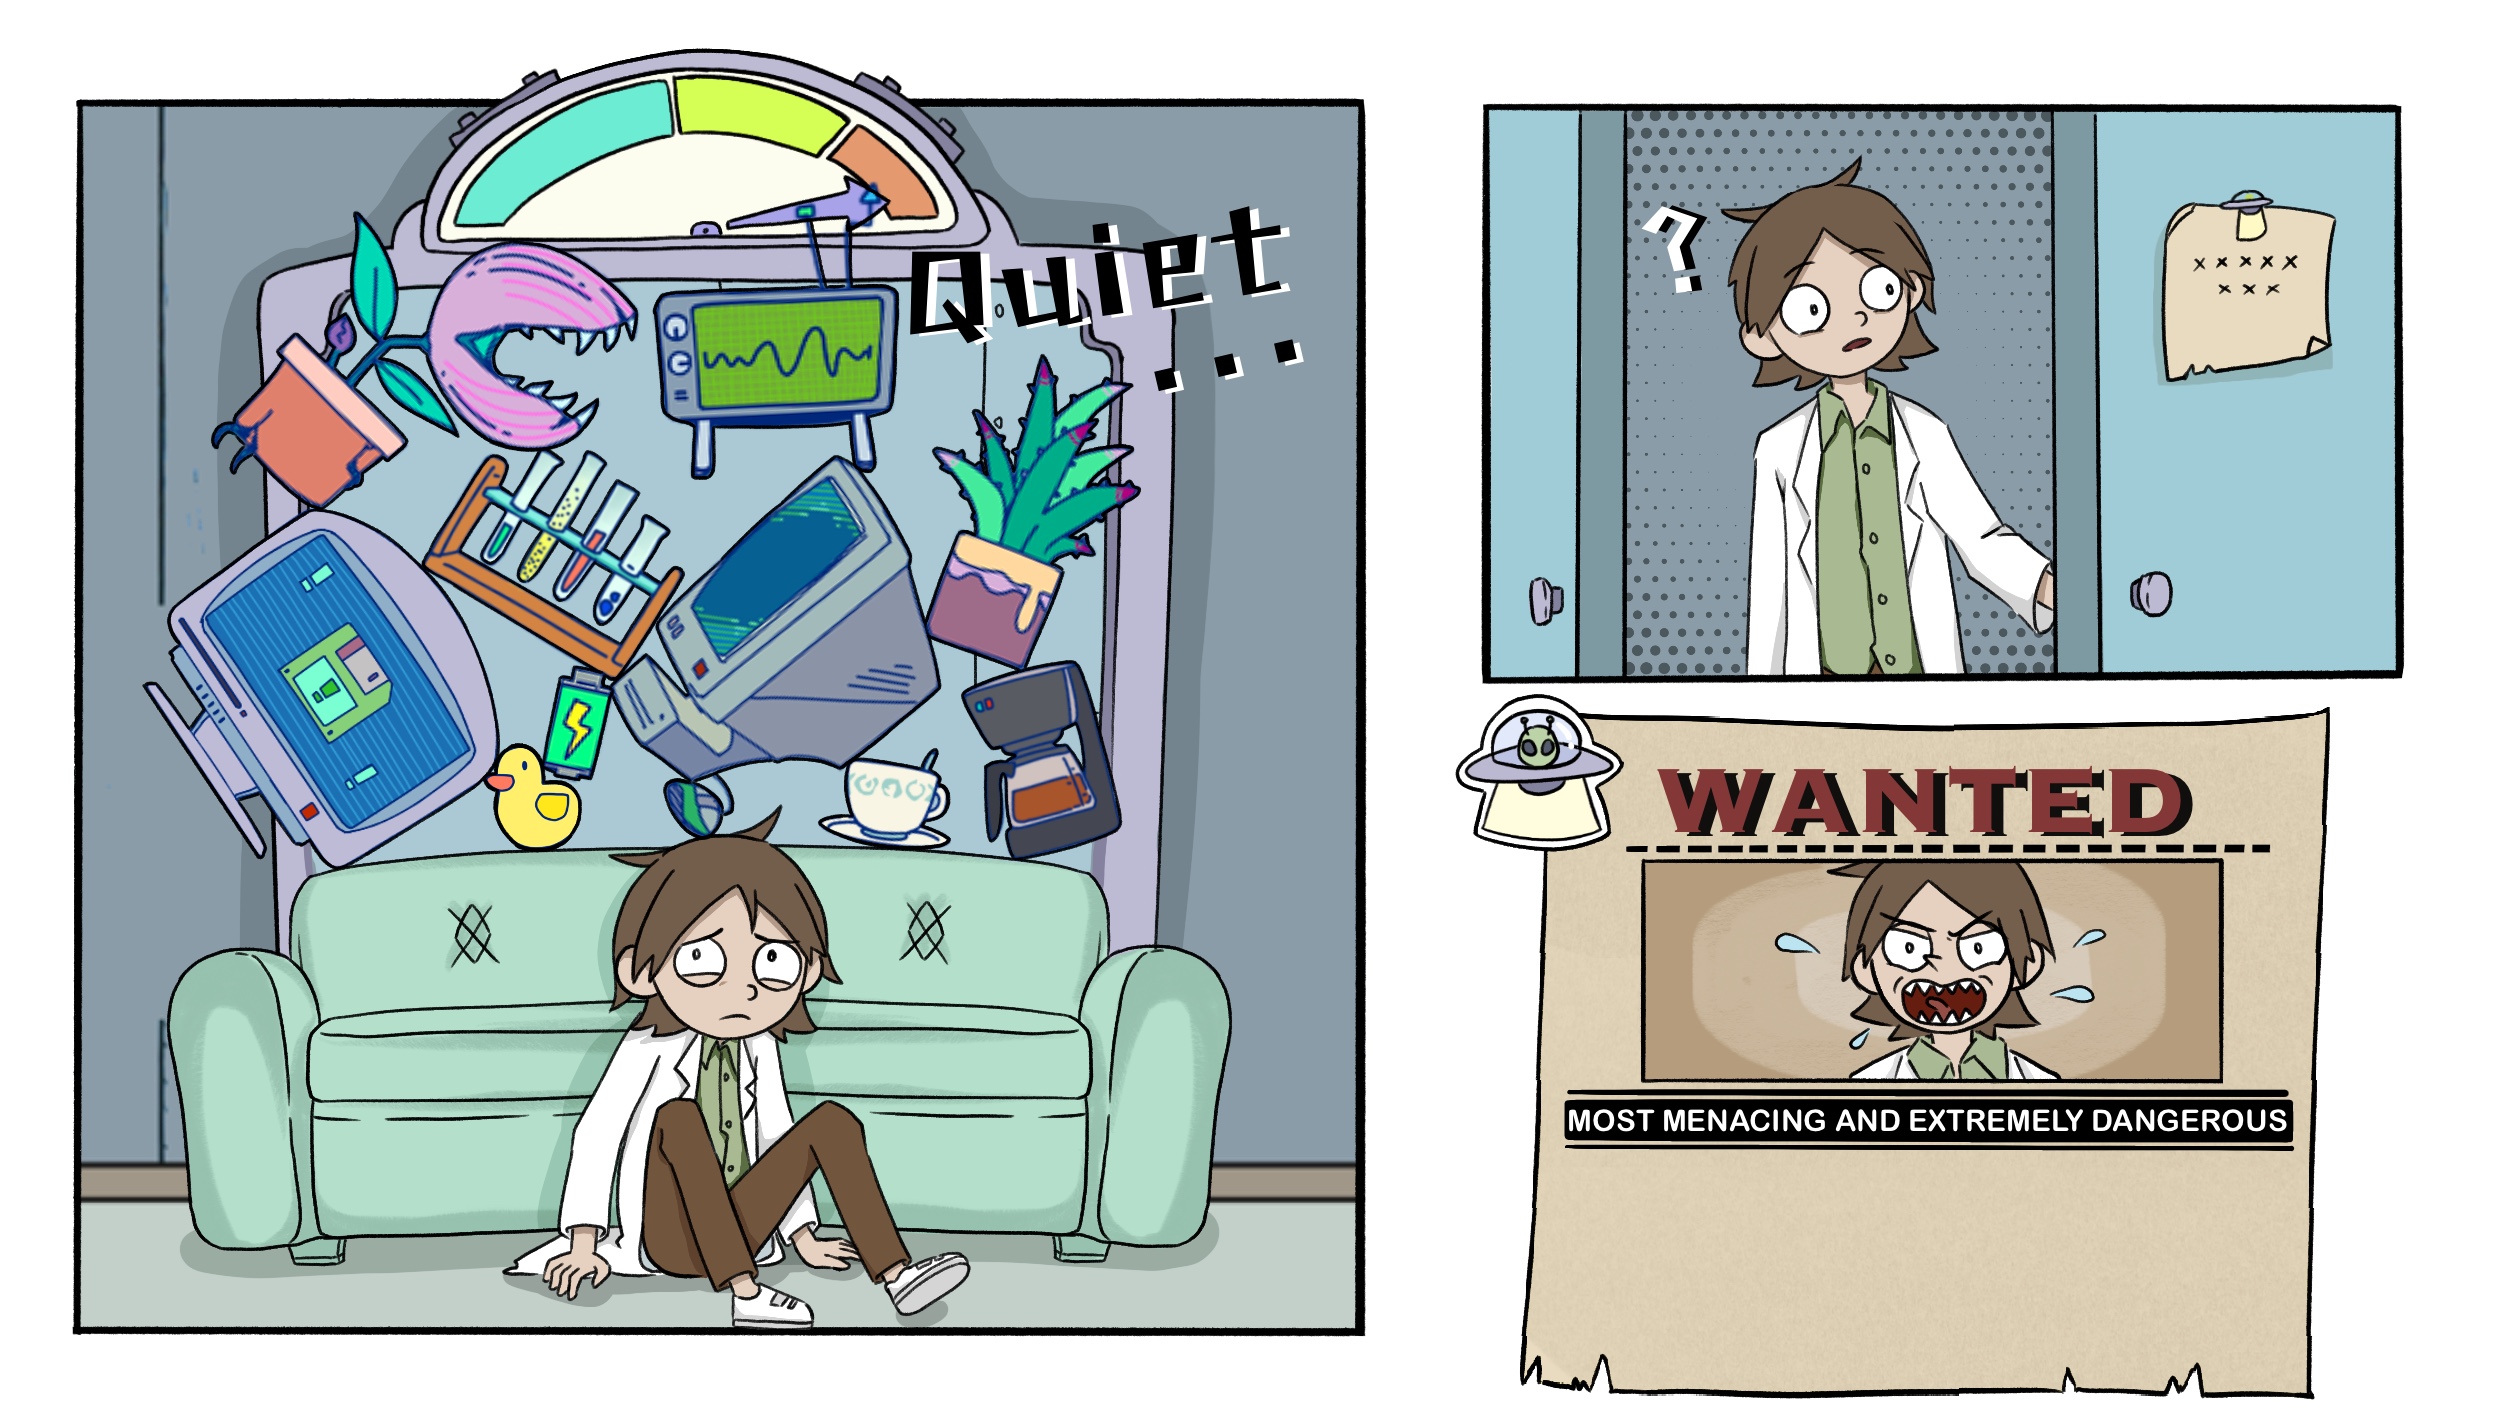 Quiet
...
?
x x x x x
x x x
WANTED
MOST MENACING AND EXTREMELY DANGEROUS